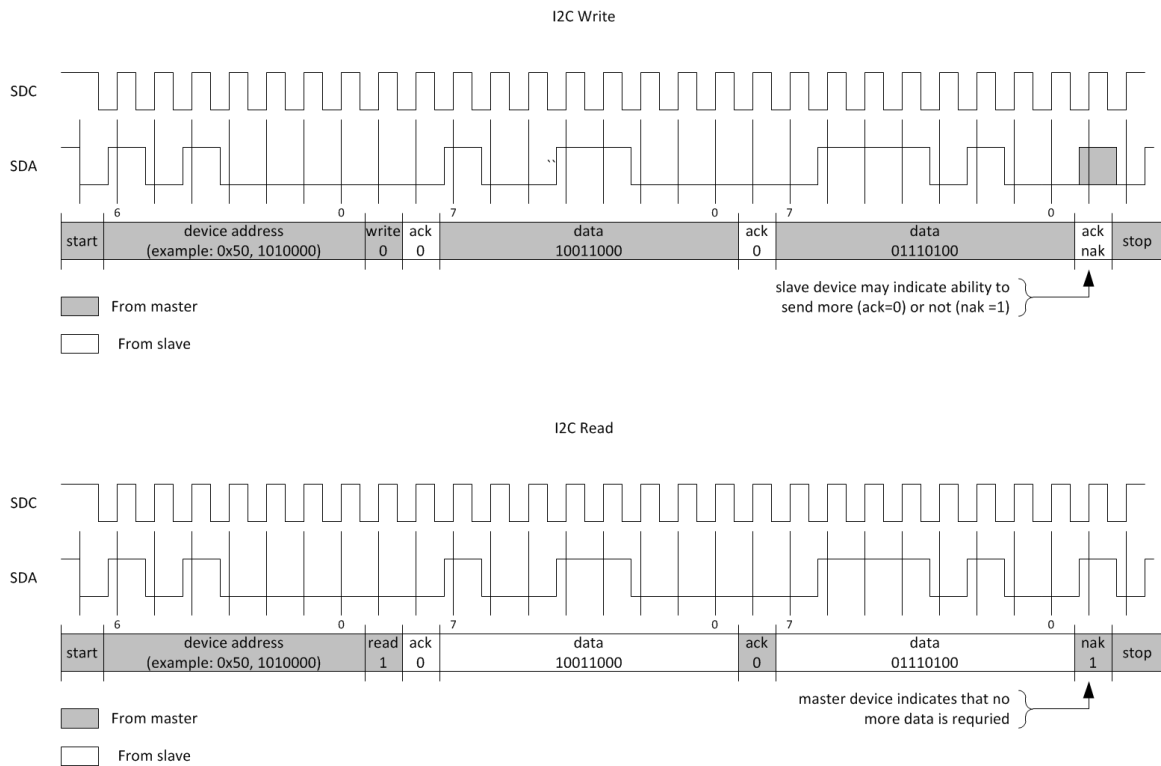 I2C Write
SDC
SDA
``
6 0 7 0 7 0
start device address (example: 0x50, 1010000) write 0 ack 0 data 10011000 ack 0 data 01110100 ack nak stop
slave device may indicate ability to
send more (ack=0) or not (nak =1)
From master
From slave
I2C Read
SDC
SDA
6 0 7 0 7 0
start device address (example: 0x50, 1010000) read 1 ack 0 data 10011000 ack 0 data 01110100 nak 1 stop
master device indicates that no
more data is requried
From master
From slave